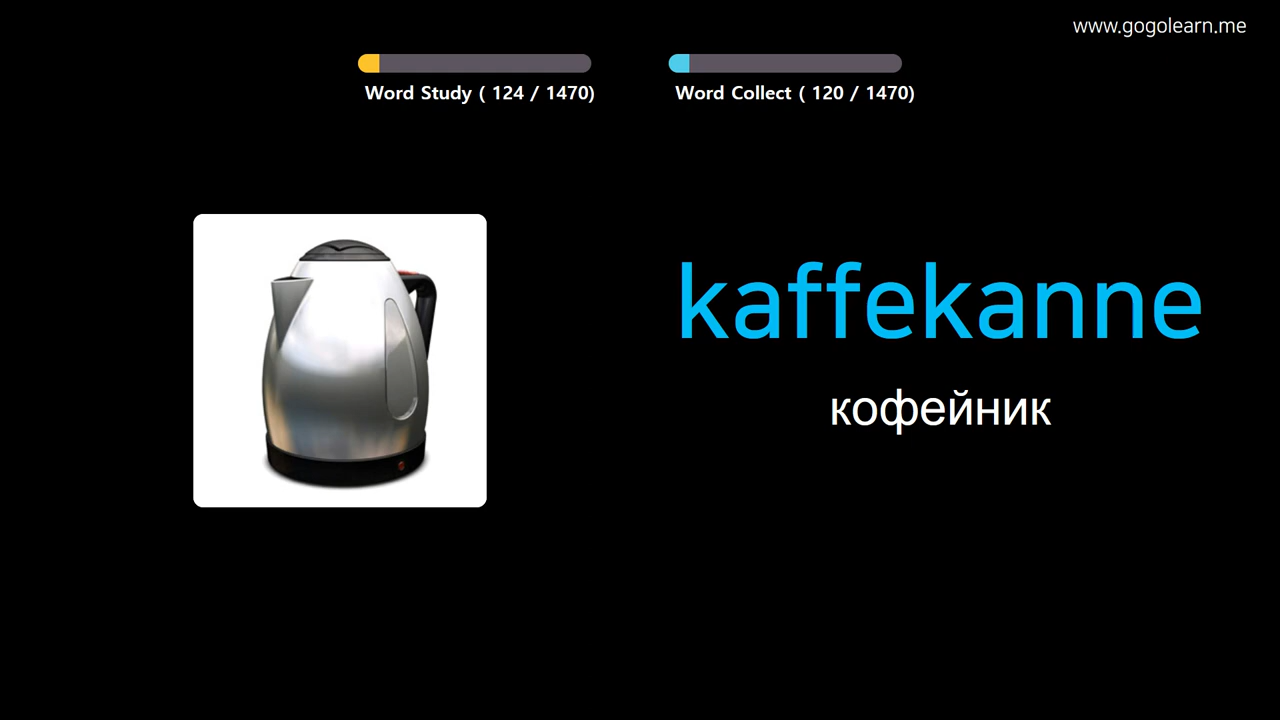 www.gogolearn.me
Word Study ( 124 / 1470)
Word Collect ( 120 / 1470)
kaffekanne
кофейник